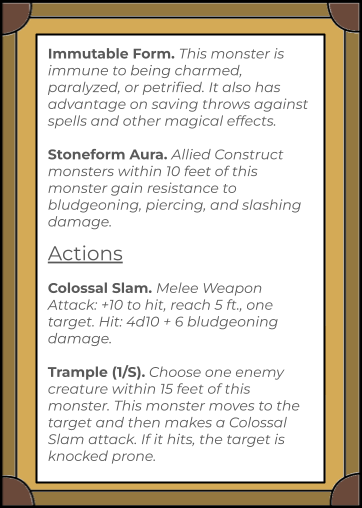 Immutable Form. This monster is
immune to being charmed,
paralyzed, or petrified. It also has
advantage on saving throws against
spells and other magical effects.
Stoneform Aura. Allied Construct
monsters within 10 feet of this
monster gain resistance to
bludgeoning, piercing, and slashing
damage.
Actions
Colossal Slam. Melee Weapon
Attack: +10 to hit, reach 5 ft., one
target. Hit: 4d10 + 6 bludgeoning
damage.
Trample (1/S). Choose one enemy
creature within 15 feet of this
monster. This monster moves to the
target and then makes a Colossal
Slam attack. If it hits, the target is
knocked prone.